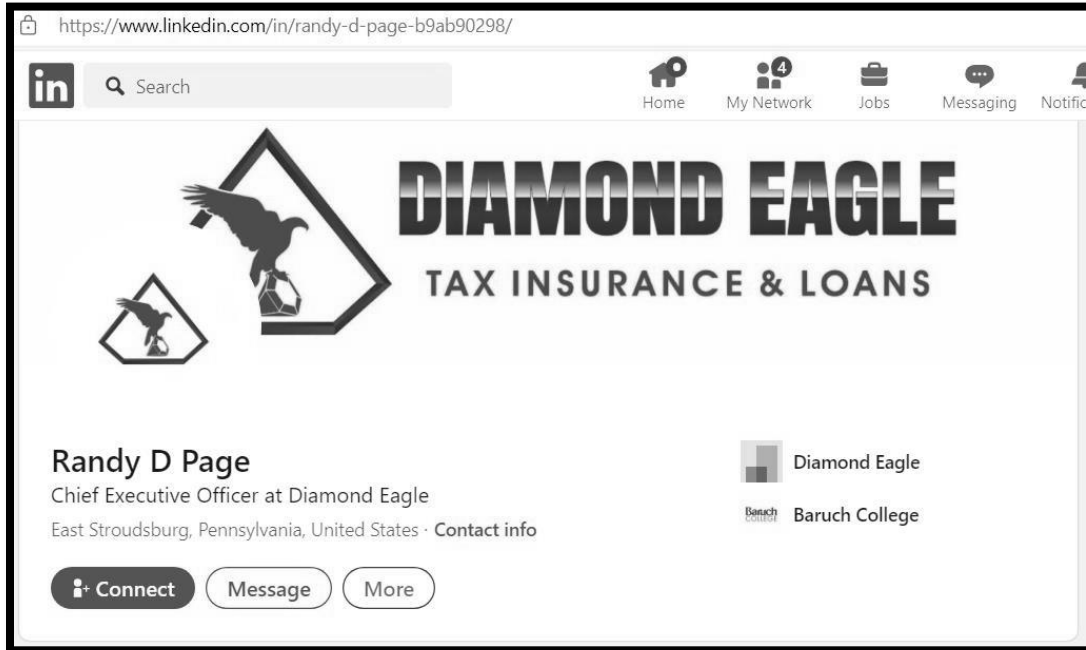 https://www.linkedin.com/in/randy-d-page-b9ab90298/
in
Search
4
Home
My Network
Jobs
Messaging
Notific
DIAMOND EAGLE
TAX INSURANCE & LOANS
Randy D Page
Chief Executive Officer at Diamond Eagle
East Stroudsburg, Pennsylvania, United States · Contact info
Diamond Eagle
Baruch COLLEGE
Baruch College
Connect
Message
More